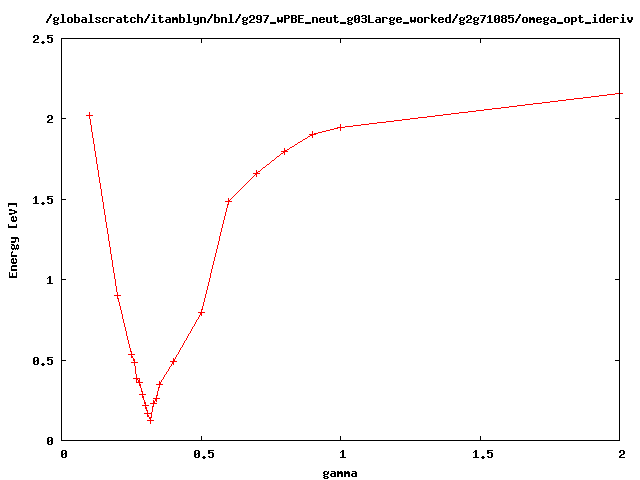 /globalscratch/itamblyn/bnl/g297_wPBE_neut_g03Large_worked/g2g71085/omega_opt_ideriv
2.5
2
1.5
1
0.5
0
Energy [eV]
0 0.5 1 1.5 2
gamma